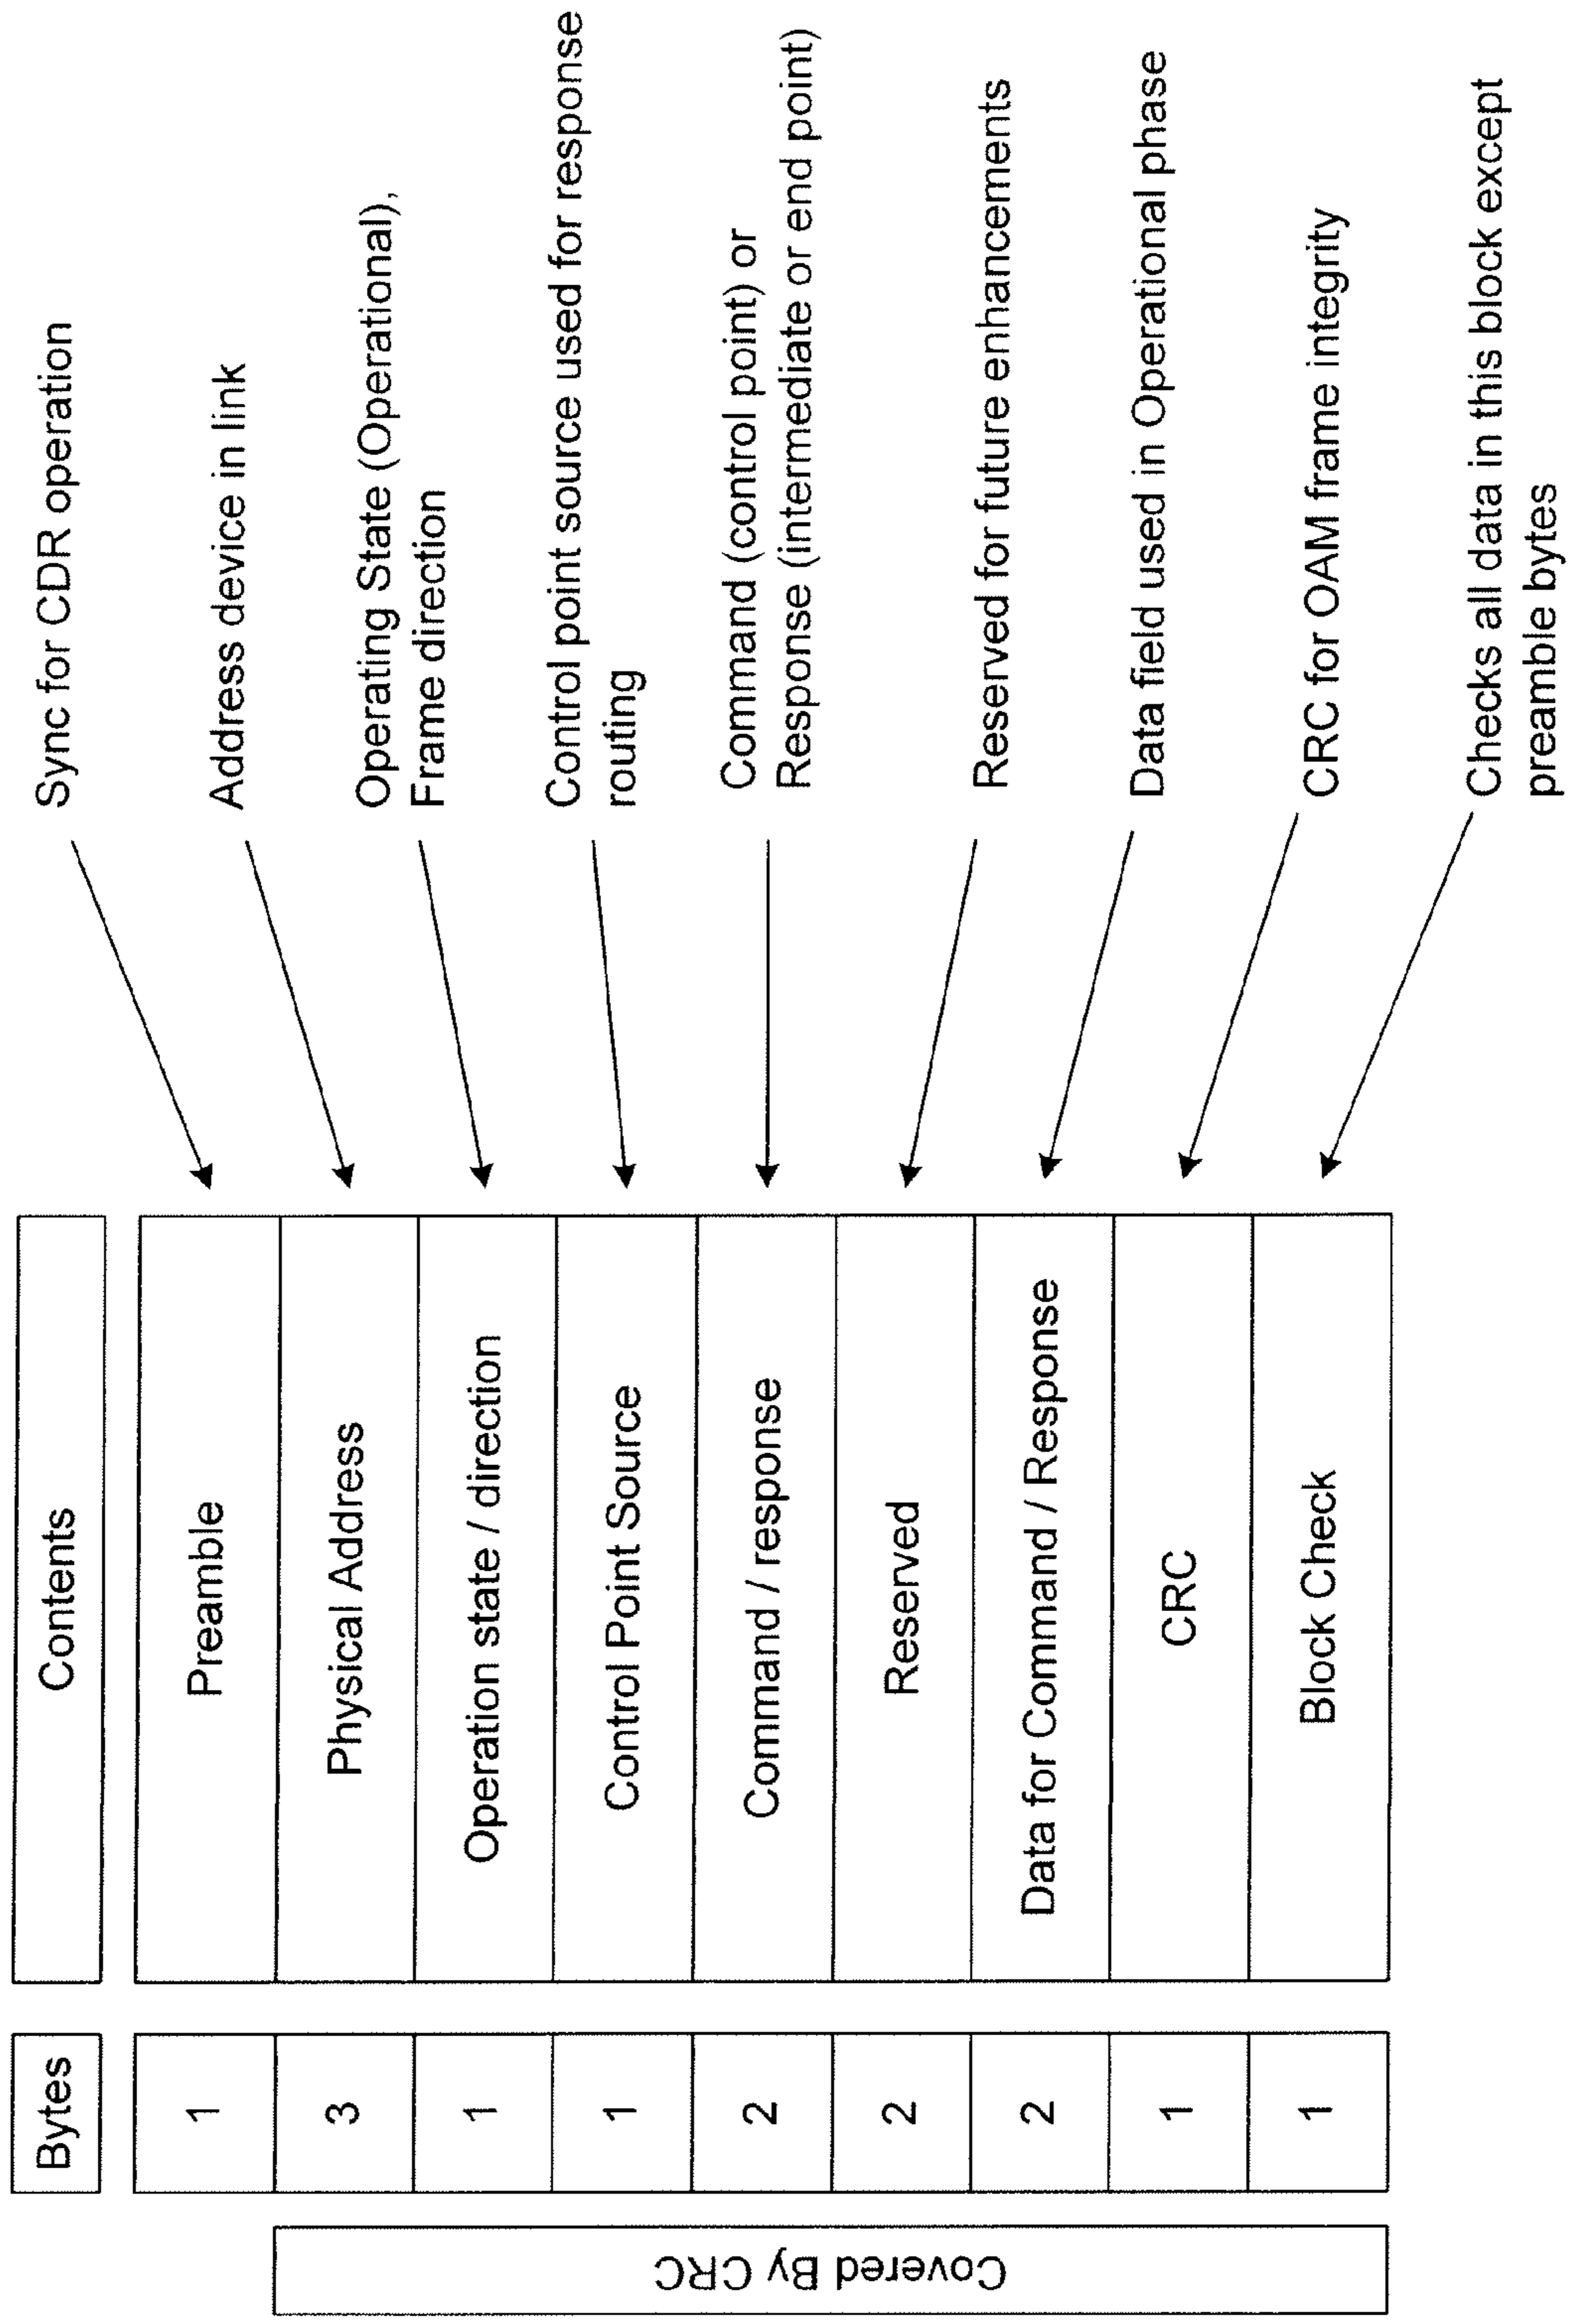 Bytes
Contents
1
Preamble
Sync for CDR operation
3
Physical Address
Address device in link
1
Operation state / direction
Operating State (Operational),
Frame direction
1
Control Point Source
Control point source used for response
routing
2
Command / response
Command (control point) or
Response (intermediate or end point)
2
Reserved
Reserved for future enhancements
2
Data for Command / Response
Data field used in Operational phase
1
CRC
CRC for OAM frame integrity
1
Block Check
Checks all data in this block except
preamble bytes
Covered By CRC